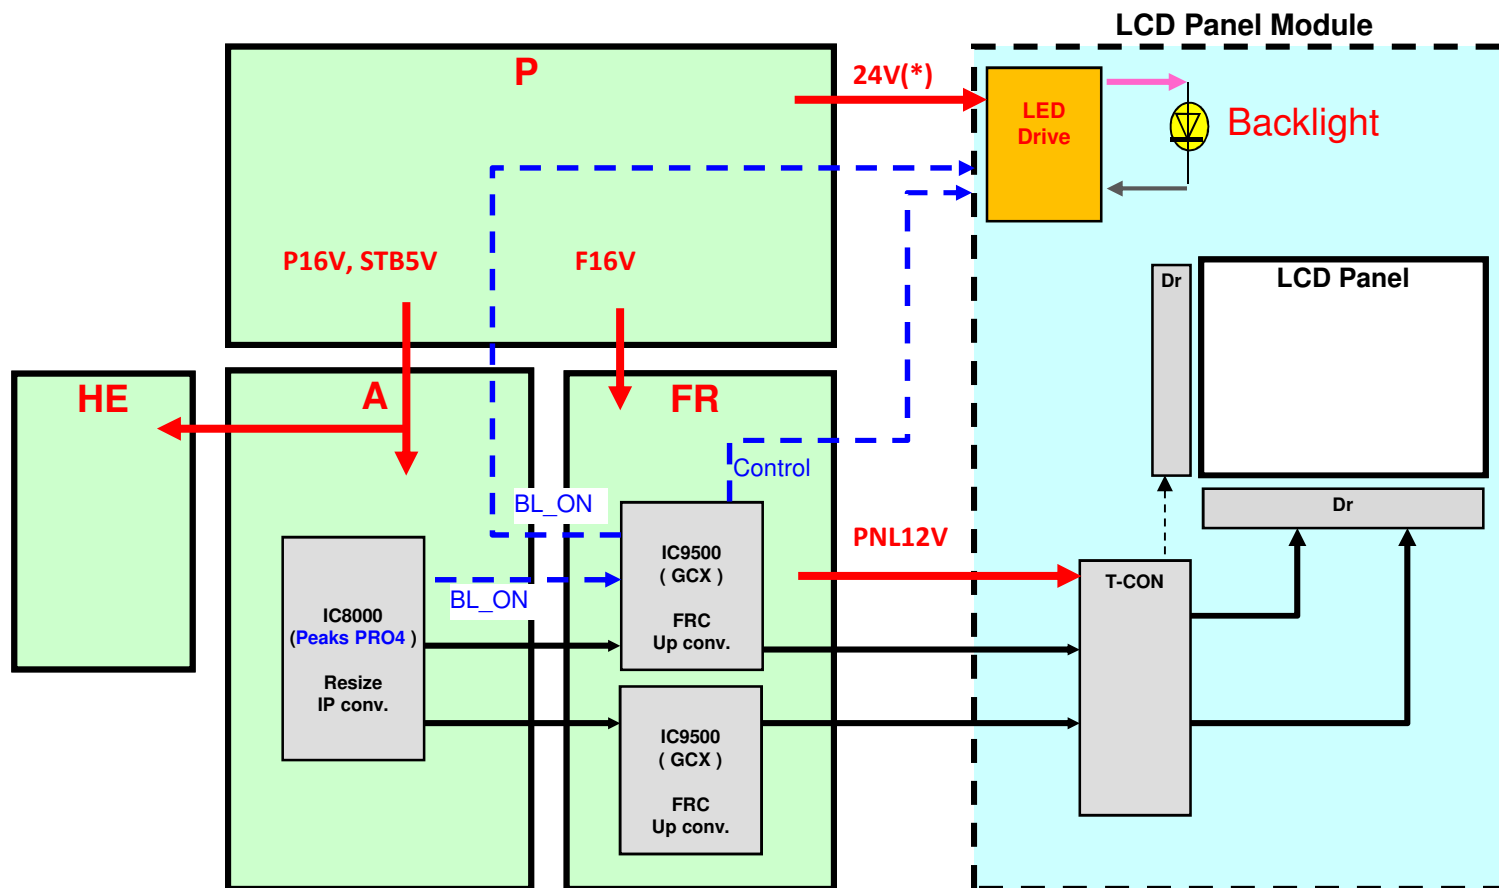 LCD Panel Module
P
24V(*)
LED
Drive
Backlight
P16V, STB5V
F16V
Dr
LCD Panel
HE
A
FR
Control
BL_ON
Dr
PNL12V
IC9500
( GCX )
FRC
Up conv.
T-CON
BL_ON
IC8000
(Peaks PRO4 )
Resize
IP conv.
IC9500
( GCX )
FRC
Up conv.